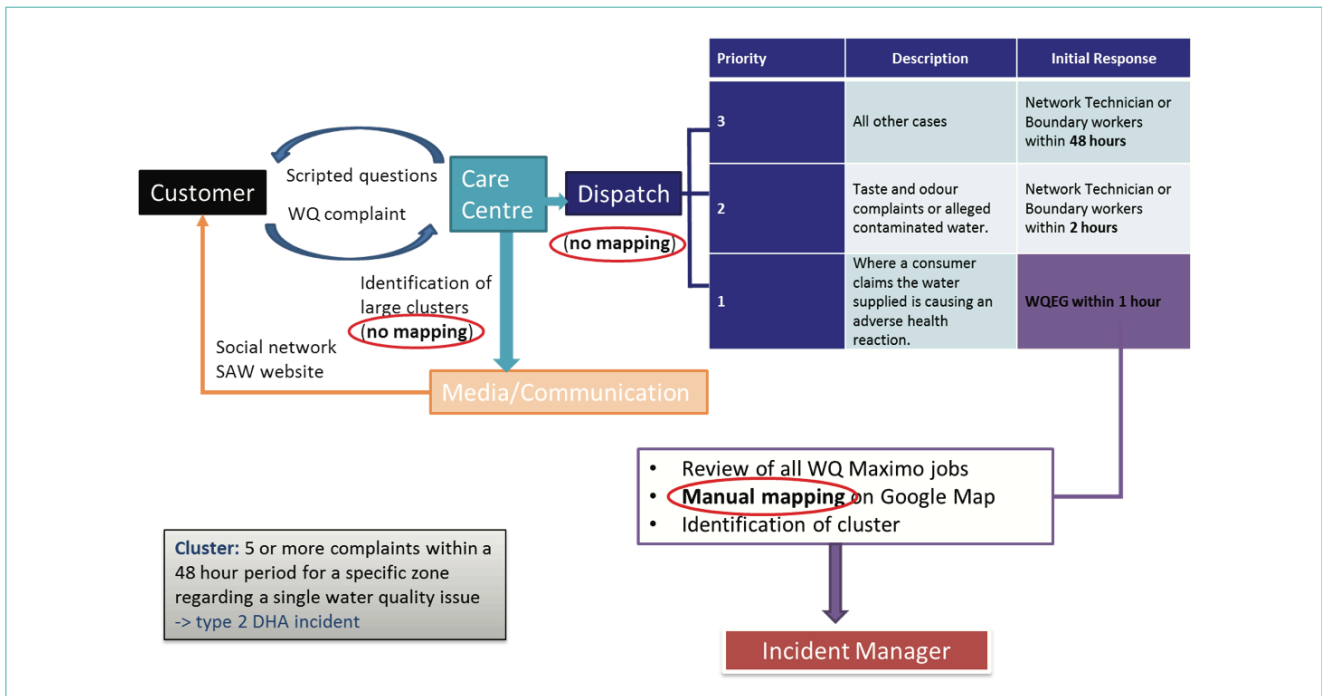 Priority
Description
Initial Response
3
All other cases
Network Technician or
Boundary workers
within 48 hours
2
Taste and odour
complaints or alleged
contaminated water.
Network Technician or
Boundary workers
within 2 hours
1
Where a consumer
claims the water
supplied is causing an
adverse health
reaction.
WQEG within 1 hour
Customer
Scripted questions
WQ complaint
Care
Centre
Dispatch
(no mapping)
Identification of
large clusters
(no mapping)
Social network
SAW website
Media/Communication
• Review of all WQ Maximo jobs
• Manual mapping on Google Map
• Identification of cluster
Cluster: 5 or more complaints within a
48 hour period for a specific zone
regarding a single water quality issue
-> type 2 DHA incident
Incident Manager